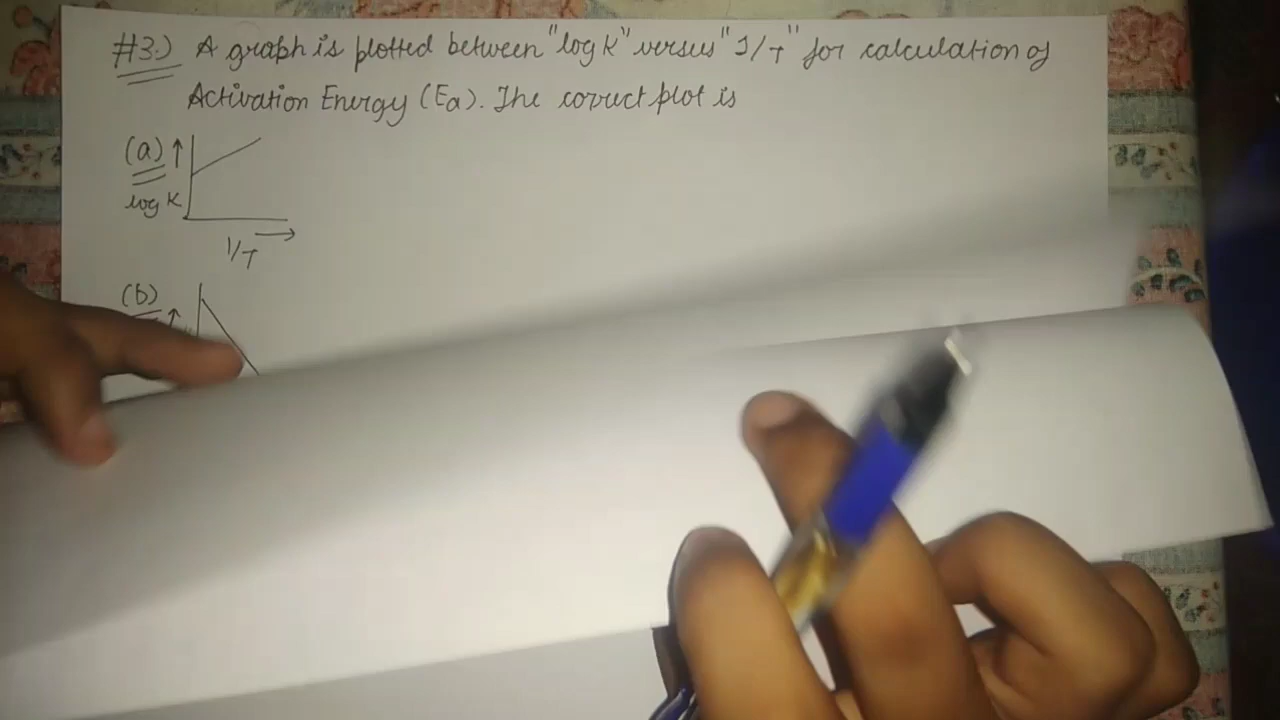 #3.) A graph is plotted between "log K" versus "1/T" for calculation of
Activation Energy (Ea). The correct plot is
(a)
log K
1/T
(b)